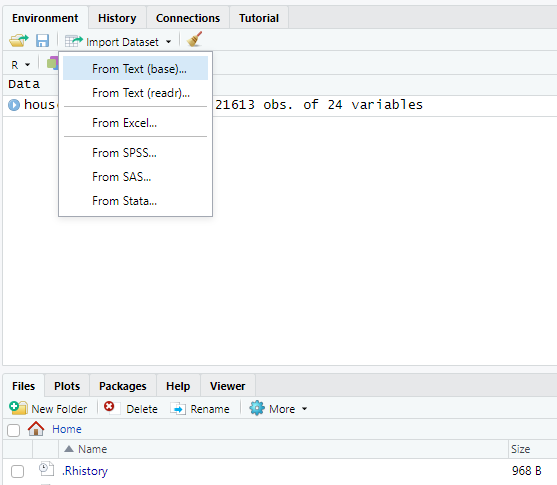 Environment History Connections Tutorial
Import Dataset
R
From Text (base)...
From Text (readr)...
From Excel...
From SPSS...
From SAS...
From Stata...
Data
21613 obs. of 24 variables
Files Plots Packages Help Viewer
New Folder Delete Rename More
Home
Name Size
.Rhistory 968 B